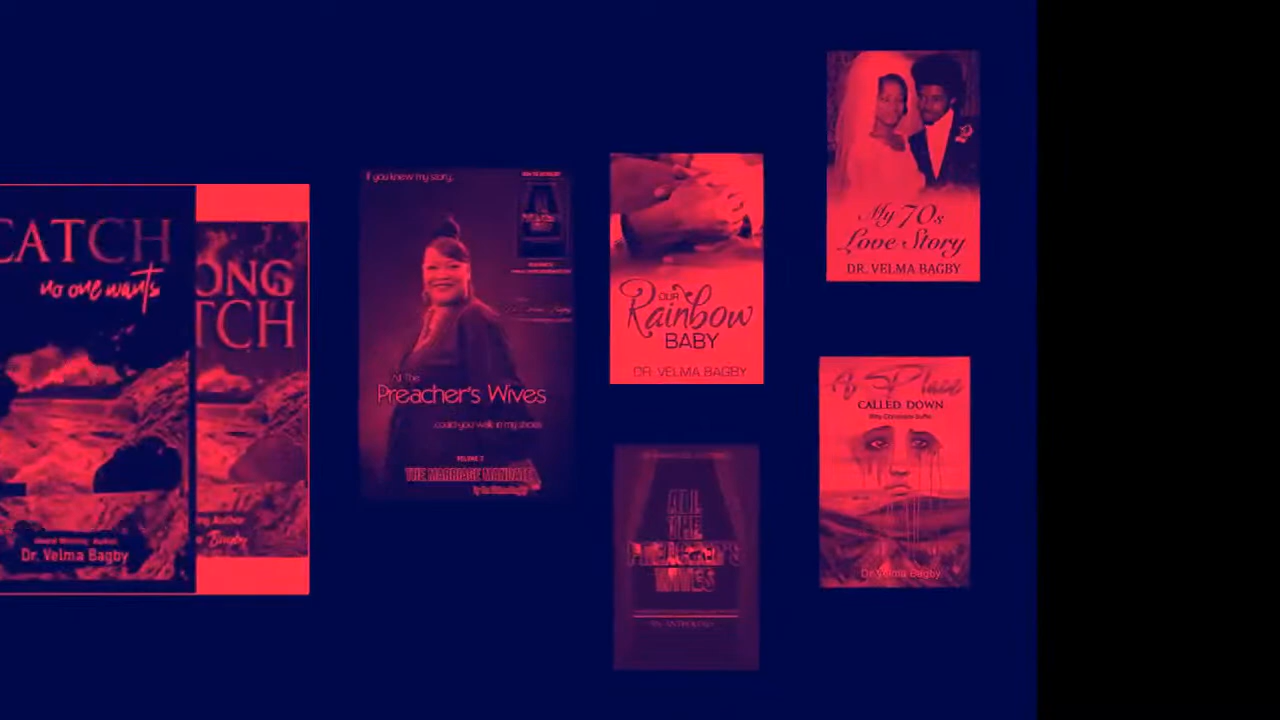 CATCH
no one wants
Dr. Velma Bagby
ONG
TCH
If you knew my story...
All The
Preacher's Wives
...could you walk in my shoes
VOLUME 2
THE MARRIAGE MANDATE
OUR
Rainbow
BABY
DR. VELMA BAGBY
ALL
THE
PREACHER'S
WIVES
My 70s
Love Story
DR. VELMA BAGBY
A Place
CALLED DOWN
Dr. Velma Bagby